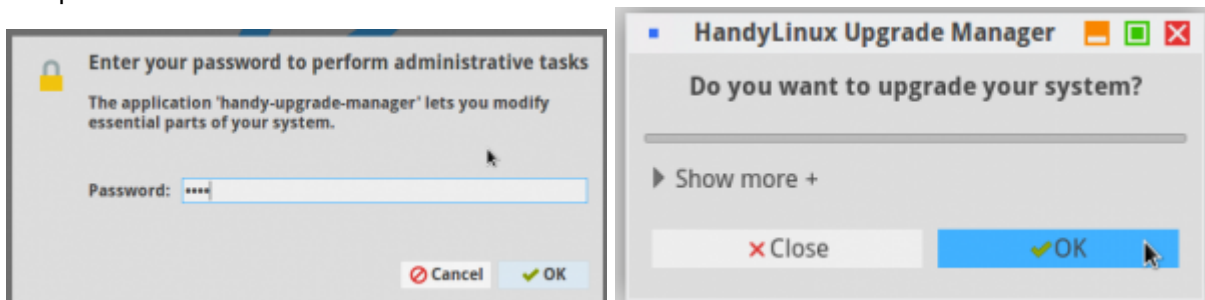 Enter your password to perform administrative tasks
The application 'handy-upgrade-manager' lets you modify
essential parts of your system.
Password: ••••
Cancel OK
HandyLinux Upgrade Manager
Do you want to upgrade your system?
Show more +
Close OK